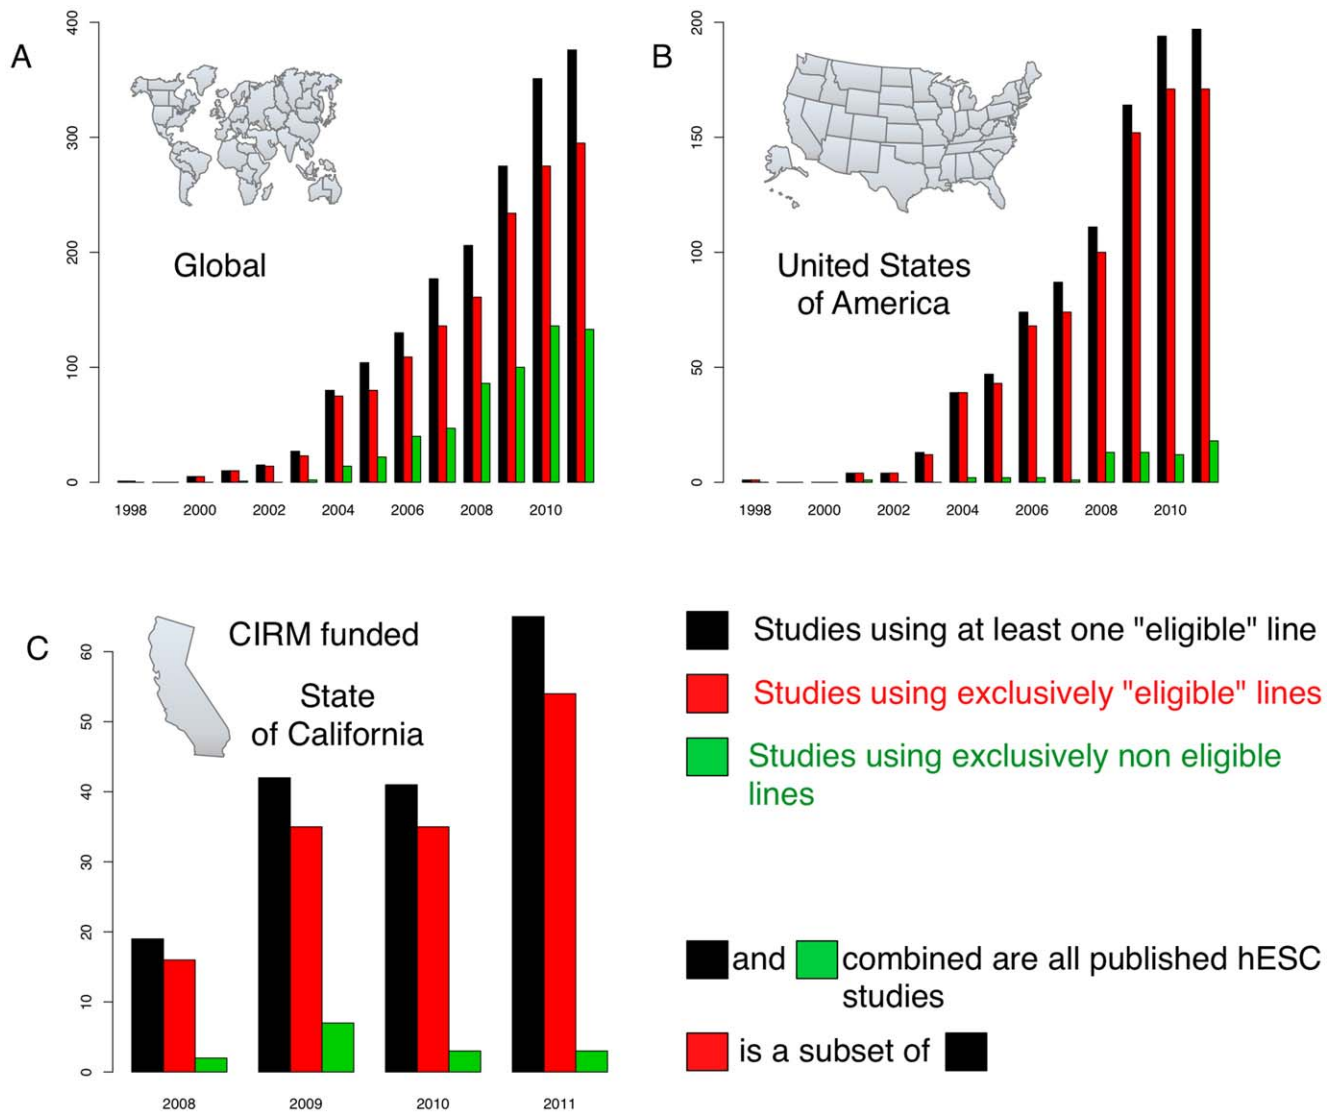 A
400
300
200
100
0
Global
1998 2000 2002 2004 2006 2008 2010
B
200
150
100
50
0
United States
of America
1998 2000 2002 2004 2006 2008 2010
C
CIRM funded
State
of California
60
50
40
30
20
10
0
2008 2009 2010 2011
Studies using at least one "eligible" line
Studies using exclusively "eligible" lines
Studies using exclusively non eligible
lines
and combined are all published hESC
studies
is a subset of